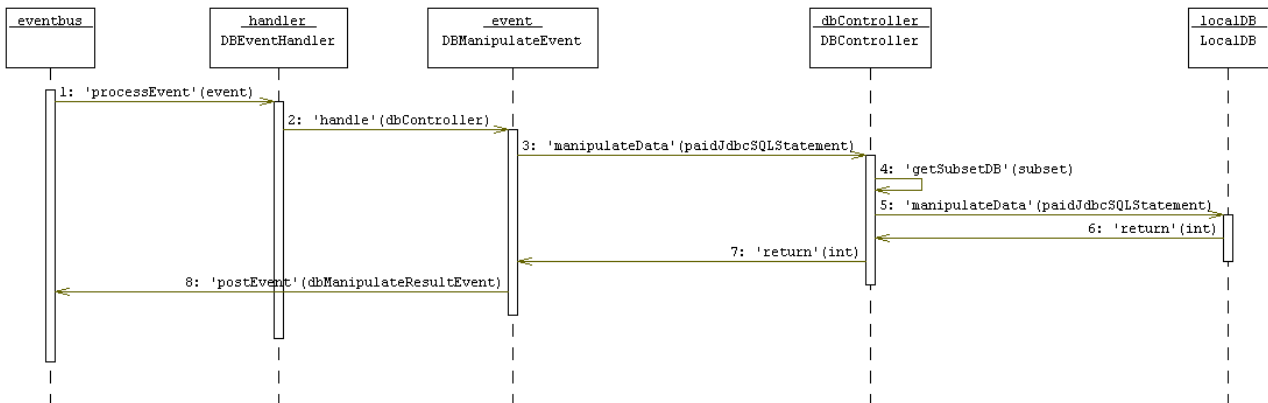 eventbus
handler
DBEventHandler
event
DBManipulateEvent
dbController
DBController
localDB
LocalDB
1: 'processEvent'(event)
2: 'handle'(dbController)
3: 'manipulateData'(paidJdbcSQLStatement)
4: 'getSubsetDB'(subset)
5: 'manipulateData'(paidJdbcSQLStatement)
6: 'return'(int)
7: 'return'(int)
8: 'postEvent'(dbManipulateResultEvent)